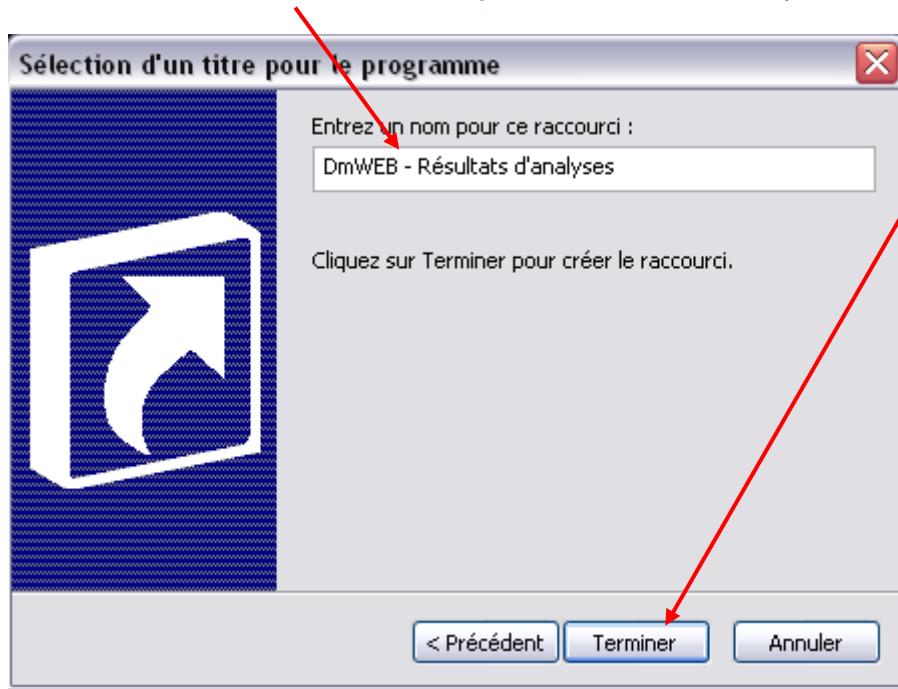 Sélection d'un titre pour le programme
Entrez un nom pour ce raccourci :
DmWEB - Résultats d'analyses
Cliquez sur Terminer pour créer le raccourci.
< Précédent
Terminer
Annuler